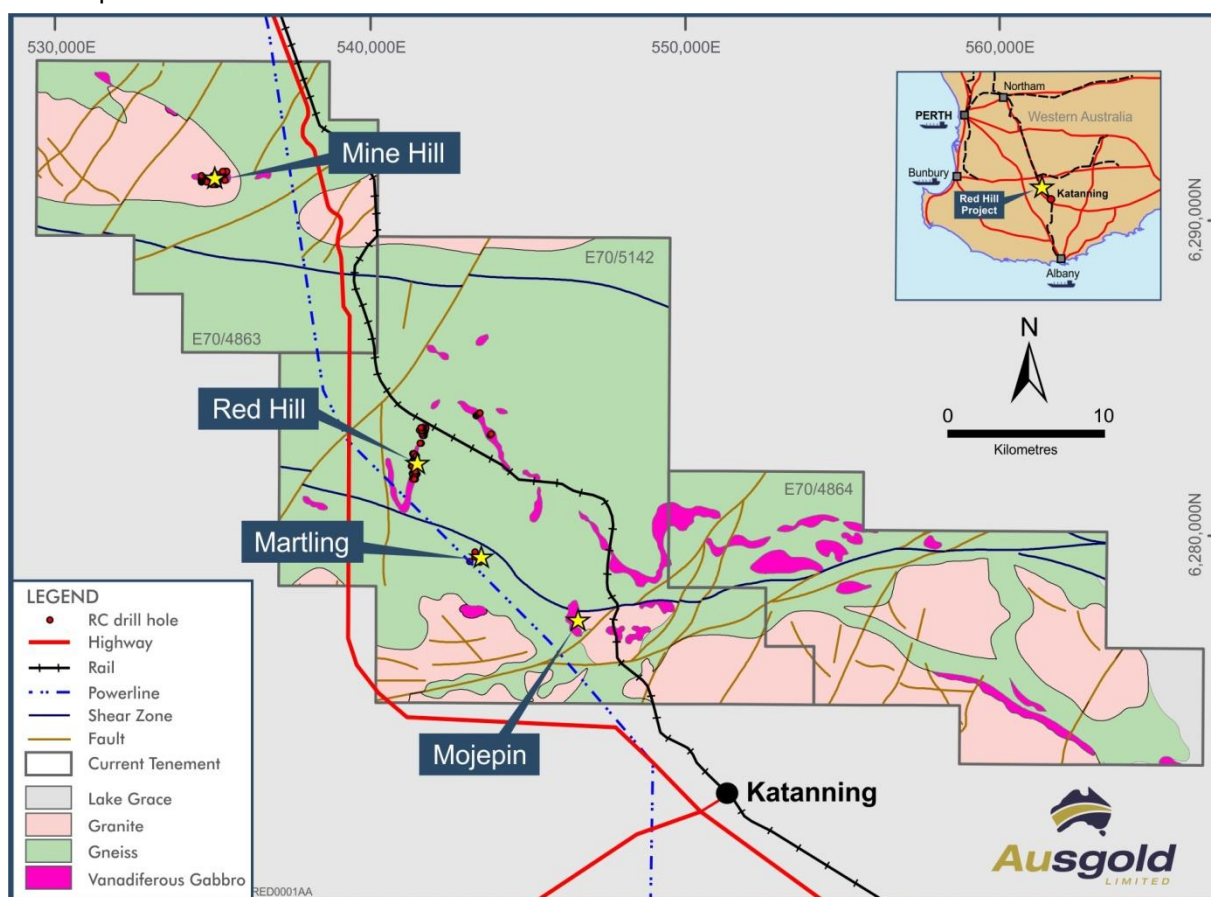 530,000E
540,000E
550,000E
560,000E
Northam
PERTH
Western Australia
Mine Hill
Bunbury
Katanning
Red Hill
Project
Albany
6,290,000N
E70/5142
E70/4863
N
0 10
Kilometres
Red Hill
E70/4864
Martling
6,280,000N
LEGEND
RC drill hole
Highway
Rail
Powerline
Shear Zone
Fault
Current Tenement
Lake Grace
Granite
Gneiss
Vanadiferous Gabbro
Mojepin
Katanning
Ausgold
LIMITED
RED0001AA